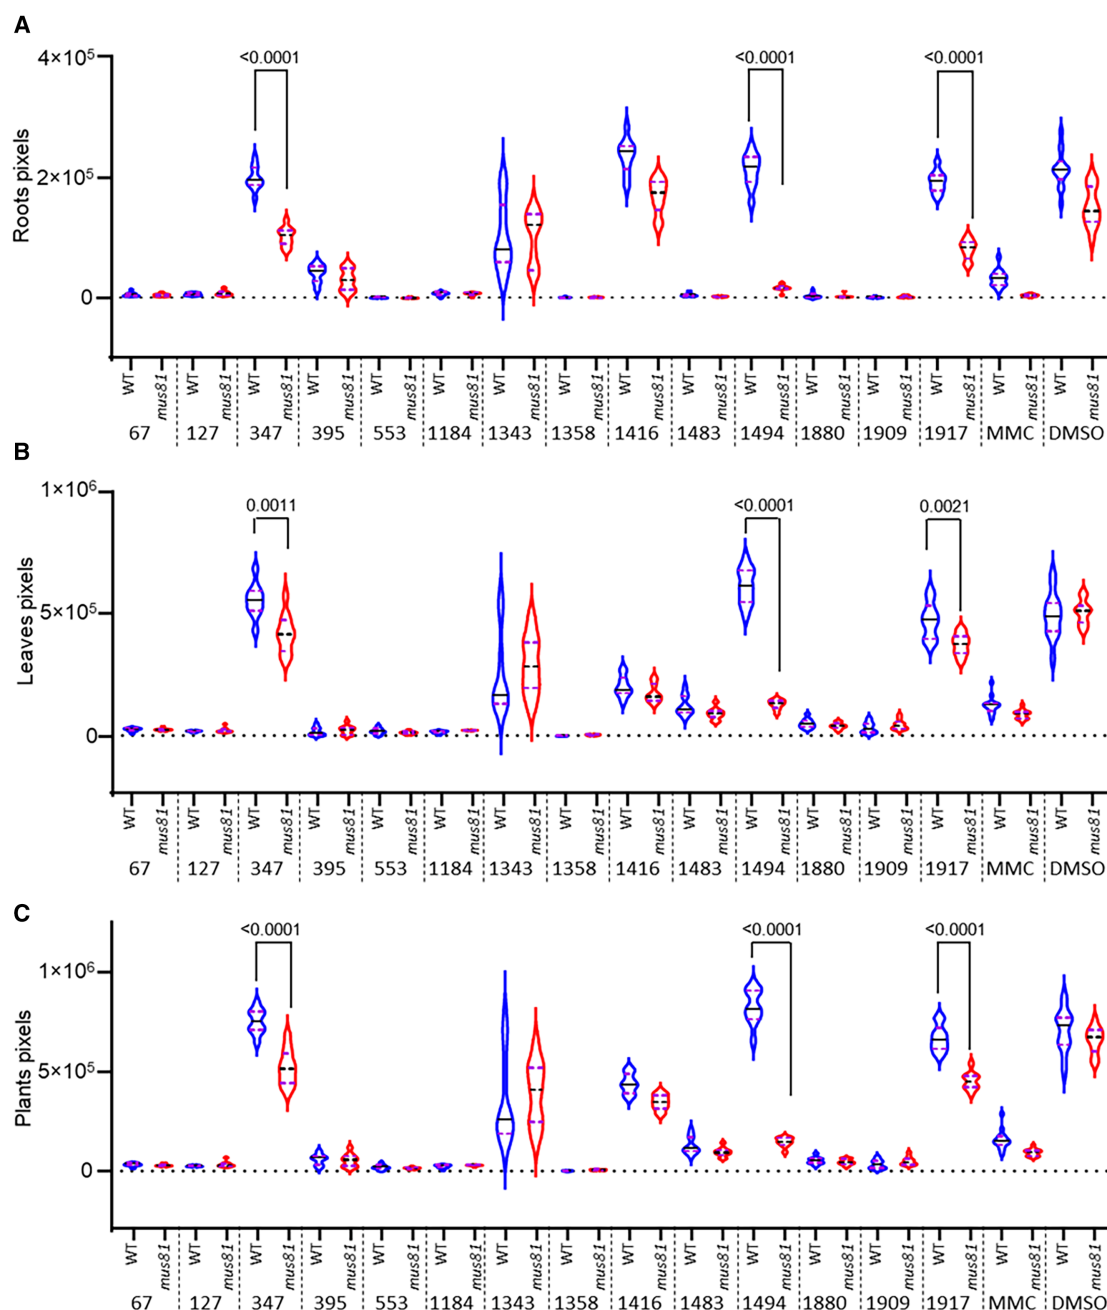 A
4×10⁵
<0.0001 <0.0001 <0.0001
Roots pixels
2×10⁵
0
WT mus81 WT mus81 WT mus81 WT mus81 WT mus81 WT mus81 WT mus81 WT mus81 WT mus81 WT mus81 WT mus81 WT mus81 WT mus81 WT mus81 WT mus81 WT mus81
67 127 347 395 553 1184 1343 1358 1416 1483 1494 1880 1909 1917 MMC DMSO
B
1×10⁶
0.0011 <0.0001 0.0021
Leaves pixels
5×10⁵
0
WT mus81 WT mus81 WT mus81 WT mus81 WT mus81 WT mus81 WT mus81 WT mus81 WT mus81 WT mus81 WT mus81 WT mus81 WT mus81 WT mus81 WT mus81 WT mus81
67 127 347 395 553 1184 1343 1358 1416 1483 1494 1880 1909 1917 MMC DMSO
C
<0.0001 <0.0001 <0.0001
1×10⁶
Plants pixels
5×10⁵
0
WT mus81 WT mus81 WT mus81 WT mus81 WT mus81 WT mus81 WT mus81 WT mus81 WT mus81 WT mus81 WT mus81 WT mus81 WT mus81 WT mus81 WT mus81 WT mus81
67 127 347 395 553 1184 1343 1358 1416 1483 1494 1880 1909 1917 MMC DMSO